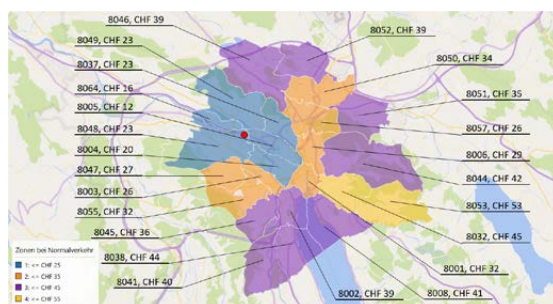 8046, CHF 39
8052, CHF 39
8049, CHF 23
8050, CHF 34
8037, CHF 23
8051, CHF 35
8064, CHF 16
8005, CHF 12
8057, CHF 26
8048, CHF 23
8006, CHF 29
8004, CHF 20
8044, CHF 42
8047, CHF 27
8003, CHF 26
8053, CHF 53
8055, CHF 32
8032, CHF 45
8045, CHF 36
8001, CHF 32
8038, CHF 44
8041, CHF 40
8002, CHF 39
8008, CHF 41
Zonen bei Normalverkehr
1: <= CHF 25
2: <= CHF 35
3: <= CHF 45
4: <= CHF 55